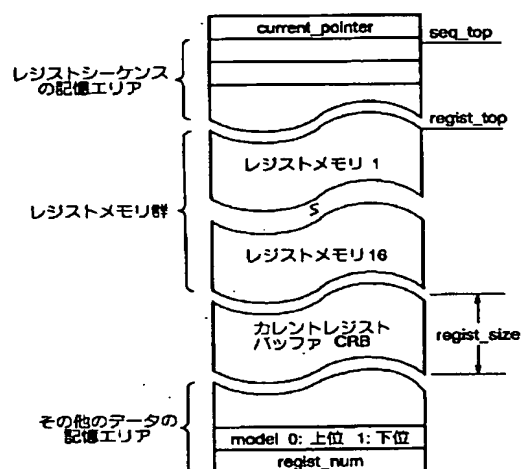 current_pointer
seq_top
レジストシーケンス
の記憶エリア
regist_top
レジストメモリ 1
レジストメモリ群
S
レジストメモリ 16
カレントレジスト
バッファ CRB
regist_size
その他のデータの
記憶エリア
model 0: 上位 1: 下位
regist_num